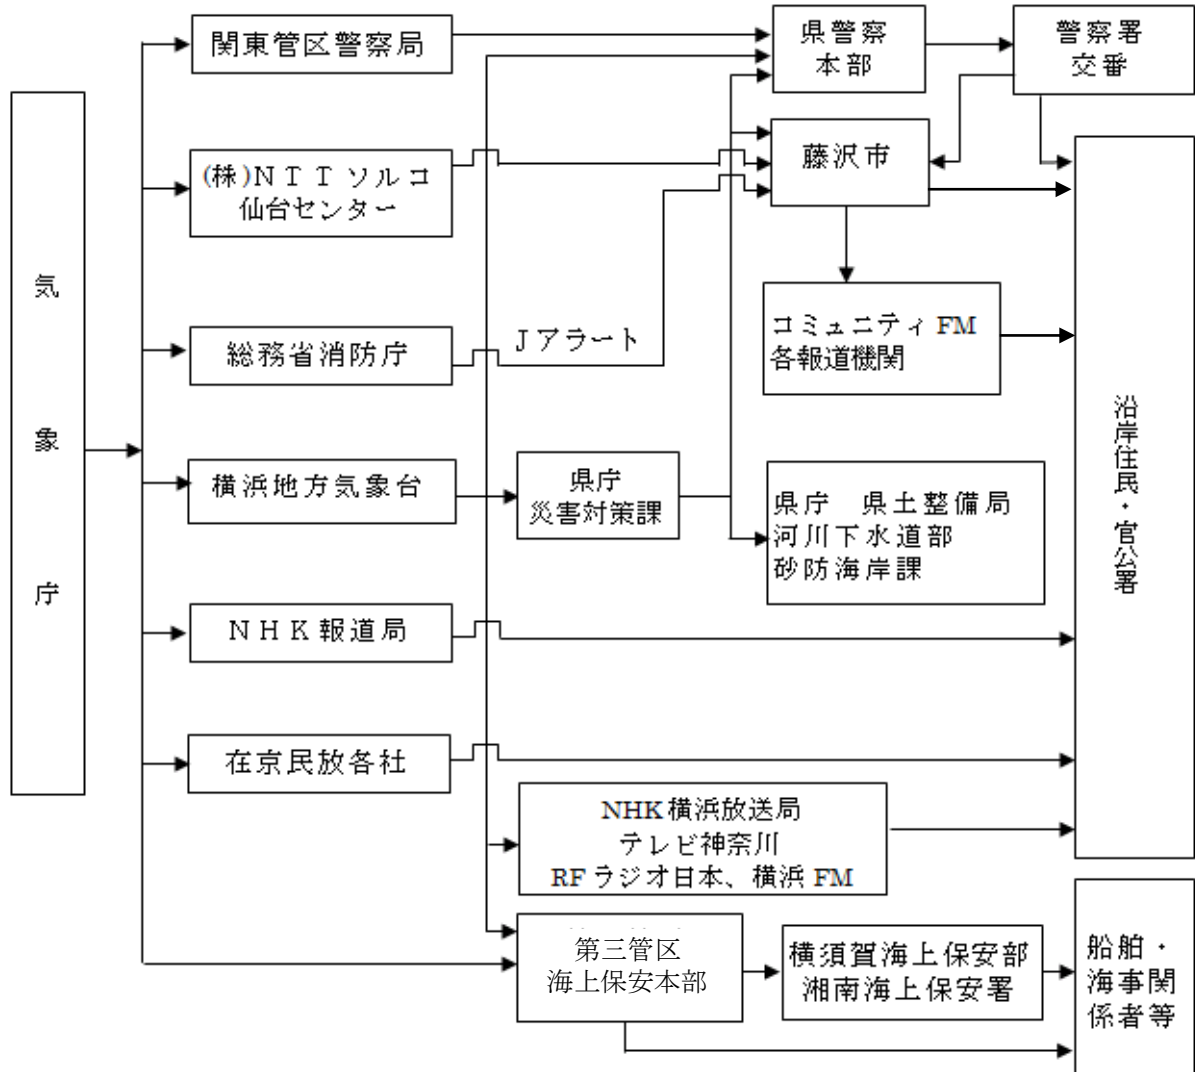 気象庁
関東管区警察局
(株)ＮＴＴソルコ
仙台センター
総務省消防庁
Ｊアラート
横浜地方気象台
ＮＨＫ報道局
在京民放各社
県庁
災害対策課
県警察
本部
警察署
交番
藤沢市
コミュニティ FM
各報道機関
県庁　県土整備局
河川下水道部
砂防海岸課
NHK 横浜放送局
テレビ神奈川
RF ラジオ日本、横浜 FM
第三管区
海上保安本部
横須賀海上保安部
湘南海上保安署
沿岸住民・官公署
船舶・
海事関
係者等